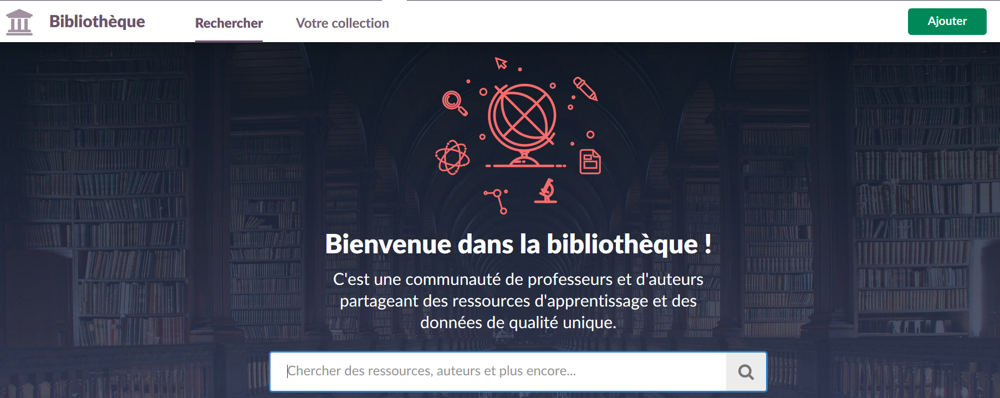 Bibliothèque
Rechercher
Votre collection
Ajouter
Bienvenue dans la bibliothèque !
C'est une communauté de professeurs et d'auteurs
partageant des ressources d'apprentissage et des
données de qualité unique.
Chercher des ressources, auteurs et plus encore...